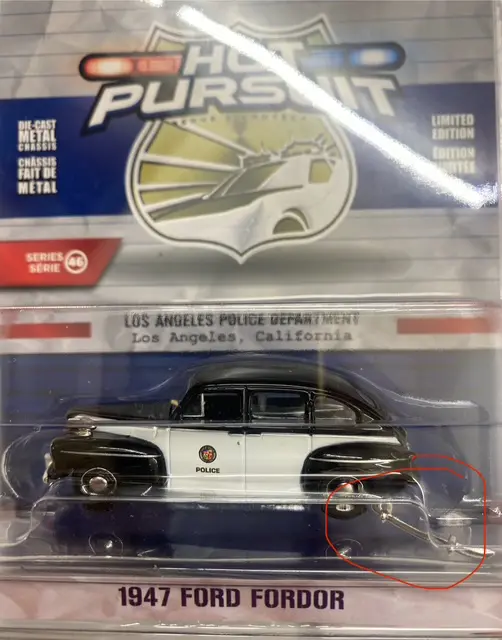 HOT
PURSUIT
DIE-CAST
METAL
CHASSIS
CHÂSSIS
FAIT DE
MÉTAL
LIMITED
EDITION
ÉDITION
SERIES
SÉRIE
46
LOS ANGELES POLICE DEPARTMENT
Los Angeles, California
POLICE
1947 FORD FORDOR